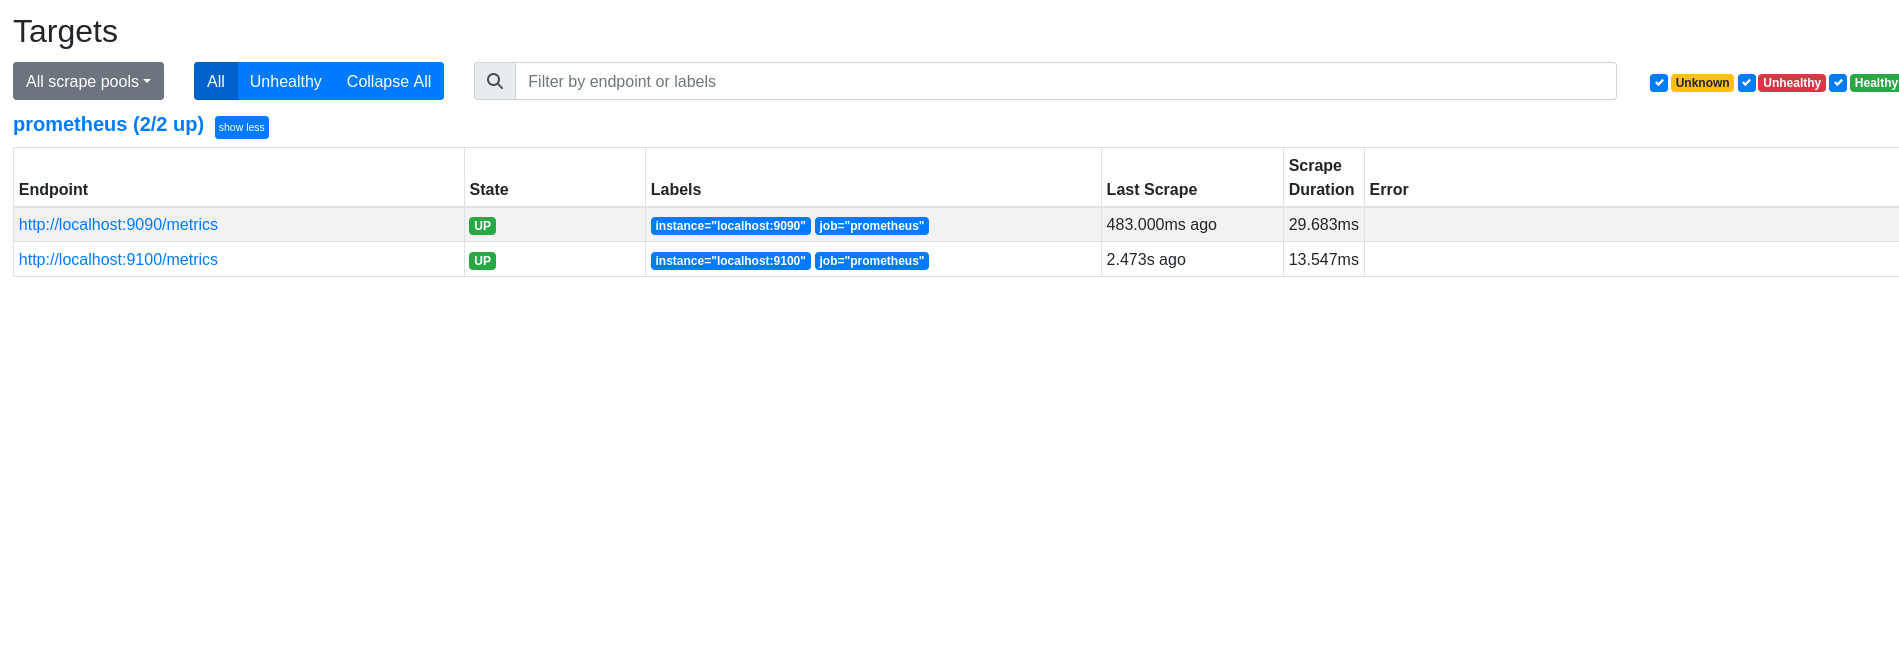 Targets
All scrape pools All Unhealthy Collapse All Filter by endpoint or labels Unknown Unhealthy Healthy
prometheus (2/2 up) show less
Endpoint State Labels Last Scrape Scrape Duration Error
http://localhost:9090/metrics UP instance="localhost:9090" job="prometheus" 483.000ms ago 29.683ms
http://localhost:9100/metrics UP instance="localhost:9100" job="prometheus" 2.473s ago 13.547ms